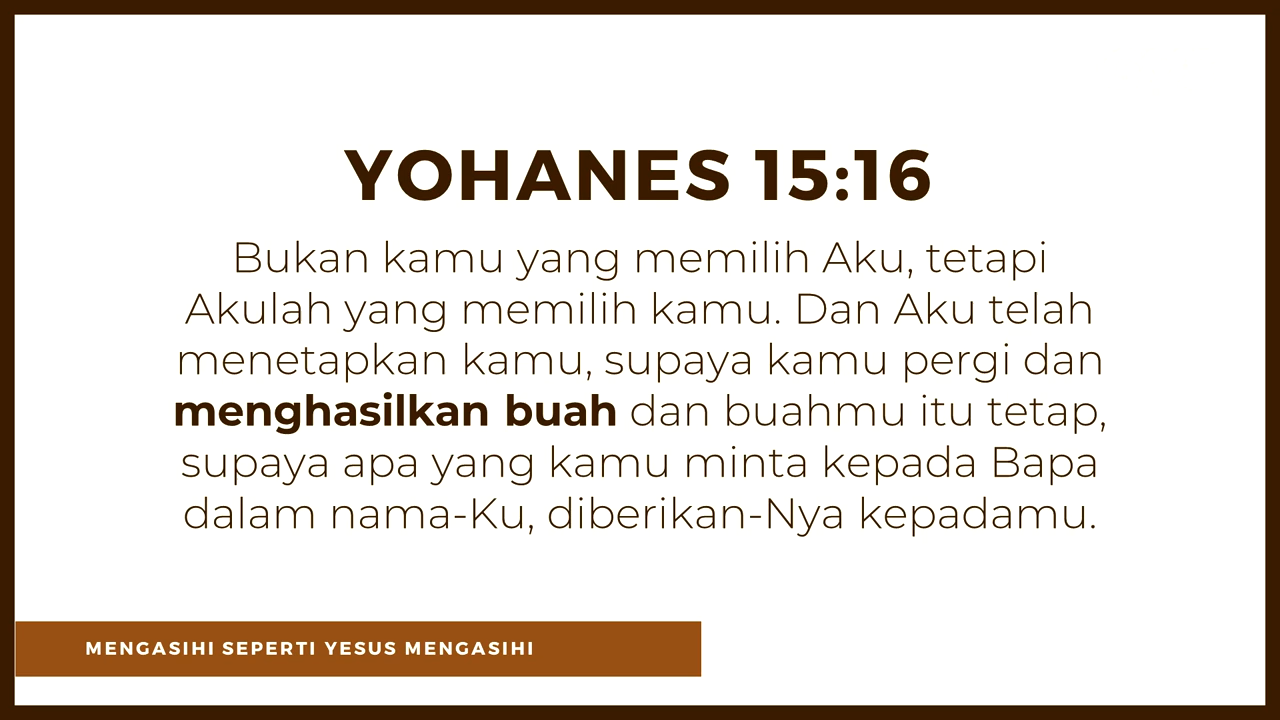 YOHANES 15:16
Bukan kamu yang memilih Aku, tetapi
Akulah yang memilih kamu. Dan Aku telah
menetapkan kamu, supaya kamu pergi dan
menghasilkan buah dan buahmu itu tetap,
supaya apa yang kamu minta kepada Bapa
dalam nama-Ku, diberikan-Nya kepadamu.
MENGASIHI SEPERTI YESUS MENGASIHI